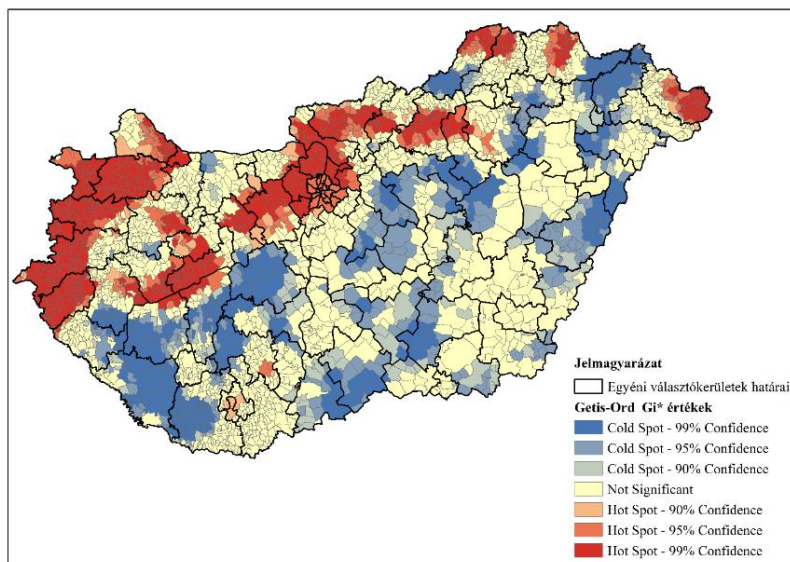 Jelmagyarázat
Egyéni választókerületek határai
Getis-Ord Gi* értékek
Cold Spot - 99% Confidence
Cold Spot - 95% Confidence
Cold Spot - 90% Confidence
Not Significant
Hot Spot - 90% Confidence
Hot Spot - 95% Confidence
Hot Spot - 99% Confidence